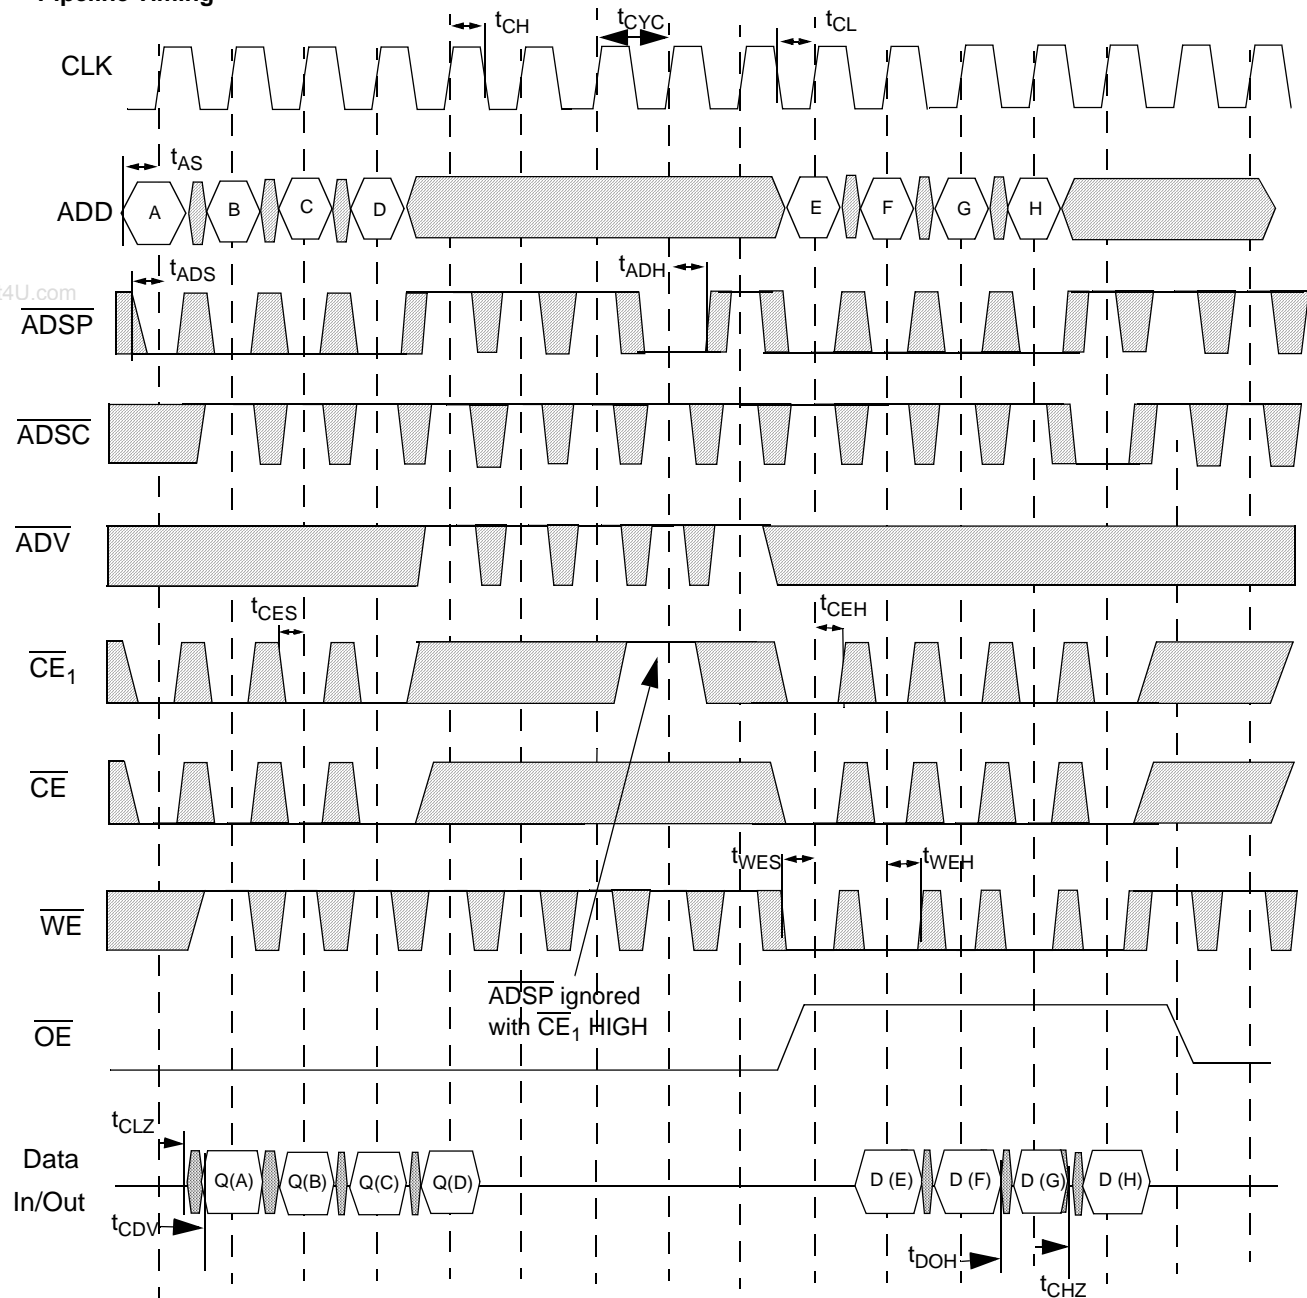 Pipeline Timing
tCH
tCYC
tCL
CLK
tAS
ADD
A
B
C
D
E
F
G
H
tADS
tADH
t4U.com
ADSP
ADSC
ADV
tCES
tCEH
CE1
CE
tWES
tWEH
WE
ADSP ignored
with CE1 HIGH
OE
tCLZ
Data
In/Out
Q(A)
Q(B)
Q(C)
Q(D)
D (E)
D (F)
D (G)
D (H)
tCDV
tDOH
tCHZ